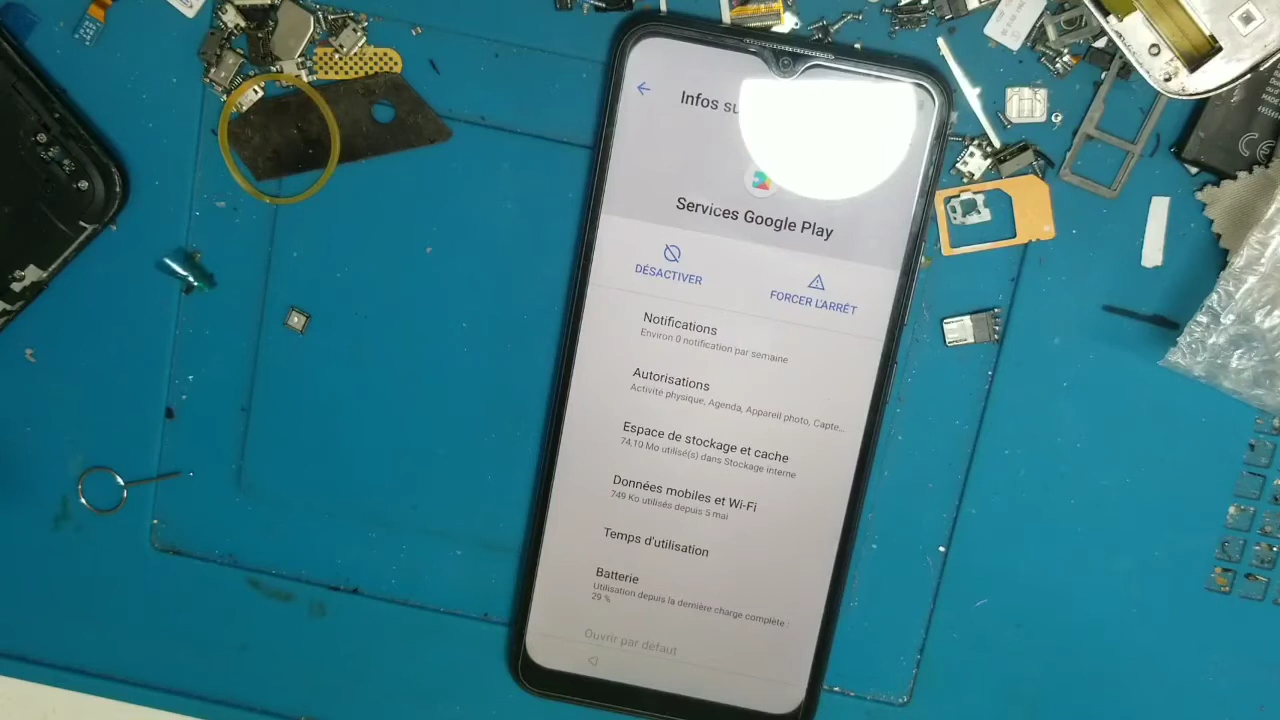 Infos su
Services Google Play
DÉSACTIVER
FORCER L'ARRÊT
Notifications
Environ 0 notification par semaine
Autorisations
Activité physique, Agenda, Appareil photo, Capte...
Espace de stockage et cache
74,10 Mo utilisé(s) dans Stockage interne
Données mobiles et Wi-Fi
749 Ko utilisés depuis 5 mai
Temps d'utilisation
Batterie
Utilisation depuis la dernière charge complète :
29 %
Ouvrir par défaut
CE